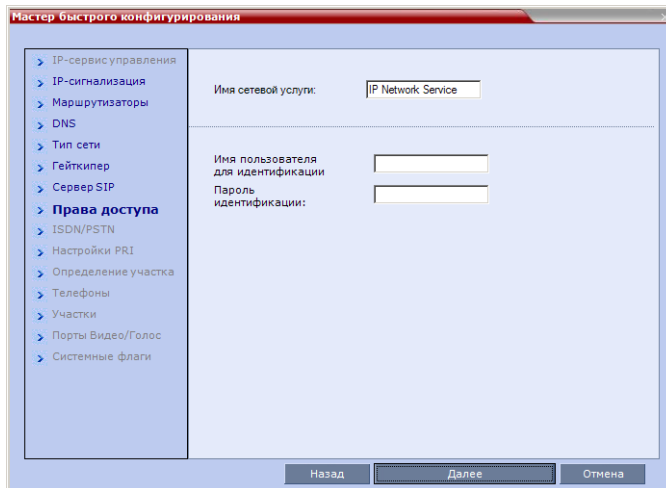 Мастер быстрого конфигурирования
IP-сервис управления
IP-сигнализация
Маршрутизаторы
DNS
Тип сети
Гейткипер
Сервер SIP
Права доступа
ISDN/PSTN
Настройки PRI
Определение участка
Телефоны
Участки
Порты Видео/Голос
Системные флаги
Имя сетевой услуги:
IP Network Service
Имя пользователя
для идентификации
Пароль
идентификации:
Назад
Далее
Отмена